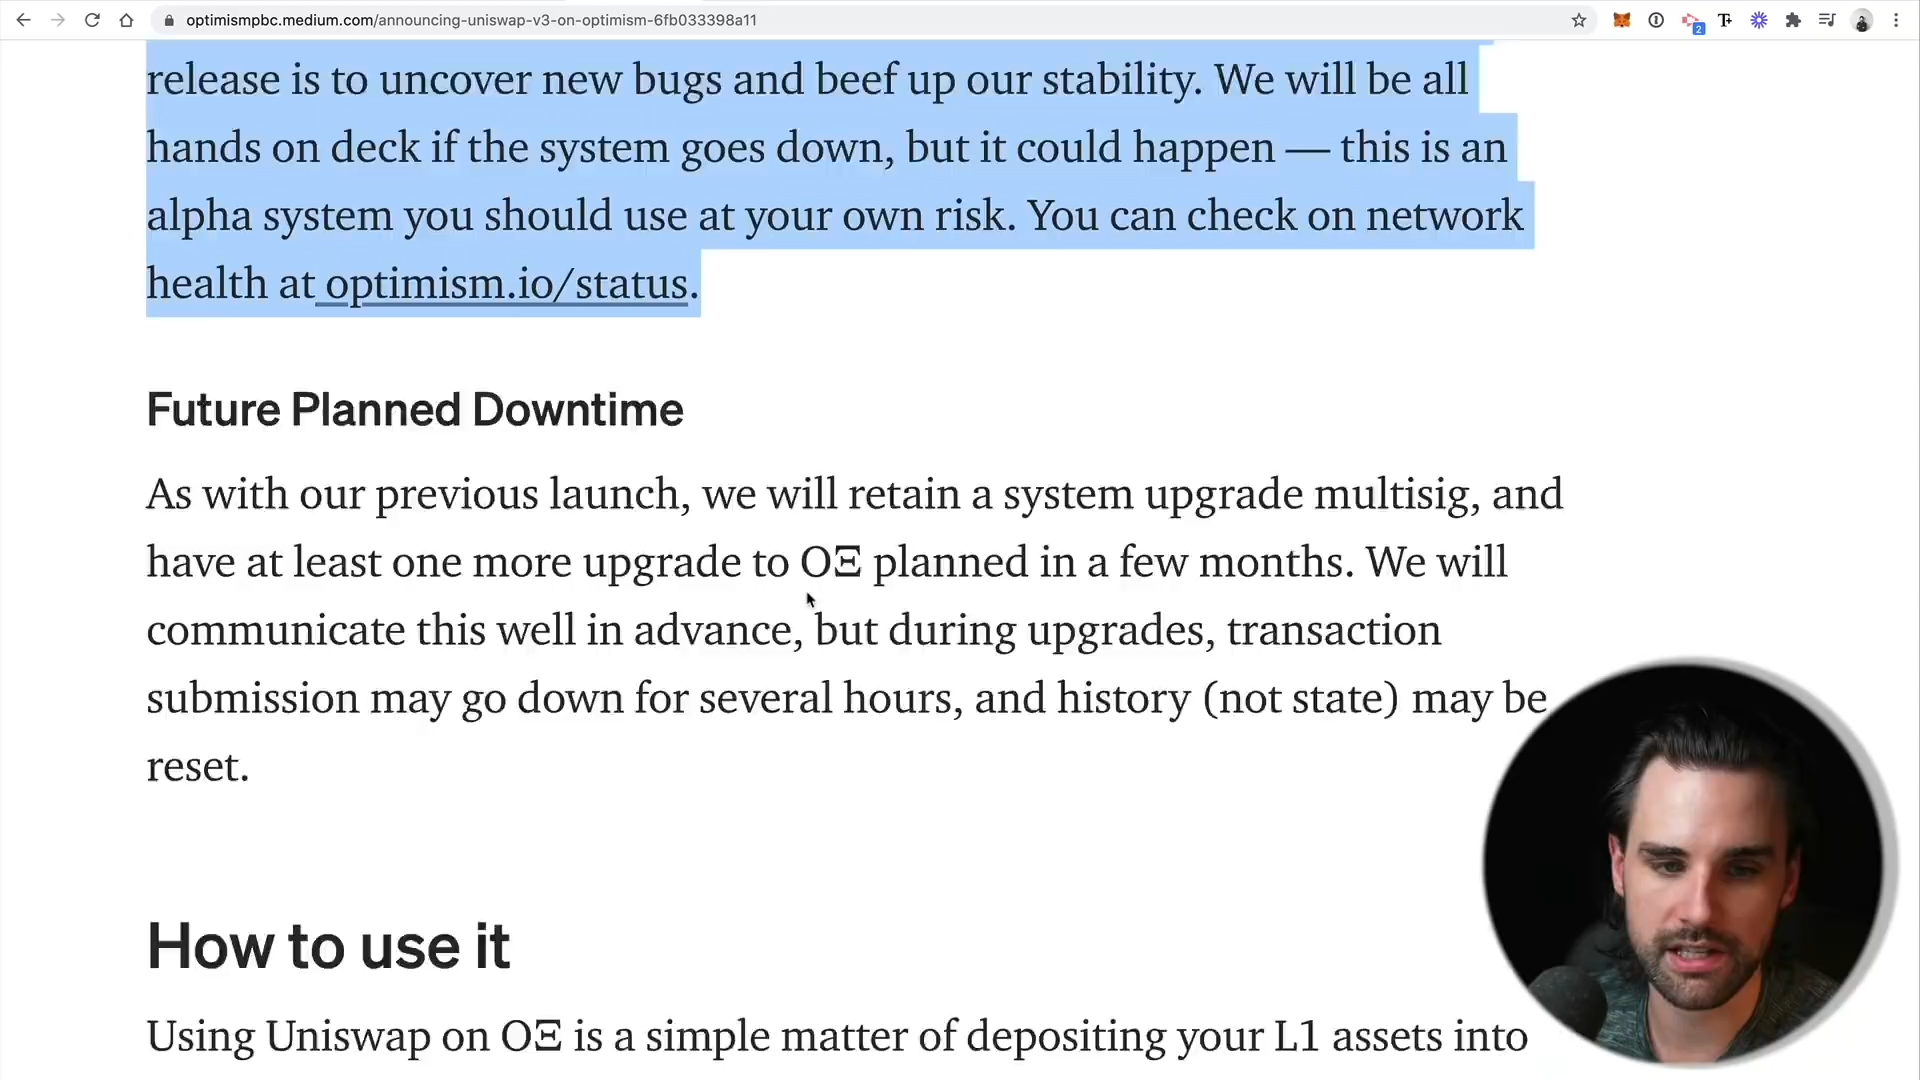 optimismpbc.medium.com/announcing-uniswap-v3-on-optimism-6fb033398a11
2
release is to uncover new bugs and beef up our stability. We will be all
hands on deck if the system goes down, but it could happen — this is an
alpha system you should use at your own risk. You can check on network
health at optimism.io/status.
Future Planned Downtime
As with our previous launch, we will retain a system upgrade multisig, and
have at least one more upgrade to OΞ planned in a few months. We will
communicate this well in advance, but during upgrades, transaction
submission may go down for several hours, and history (not state) may be
reset.
How to use it
Using Uniswap on OΞ is a simple matter of depositing your L1 assets into